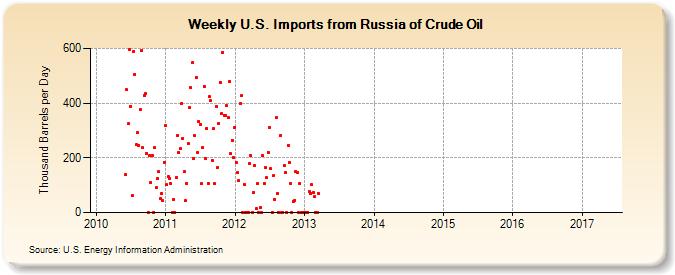 Weekly U.S. Imports from Russia of Crude Oil
Thousand Barrels per Day
600
400
200
0
2010 2011 2012 2013 2014 2015 2016 2017
Source: U.S. Energy Information Administration